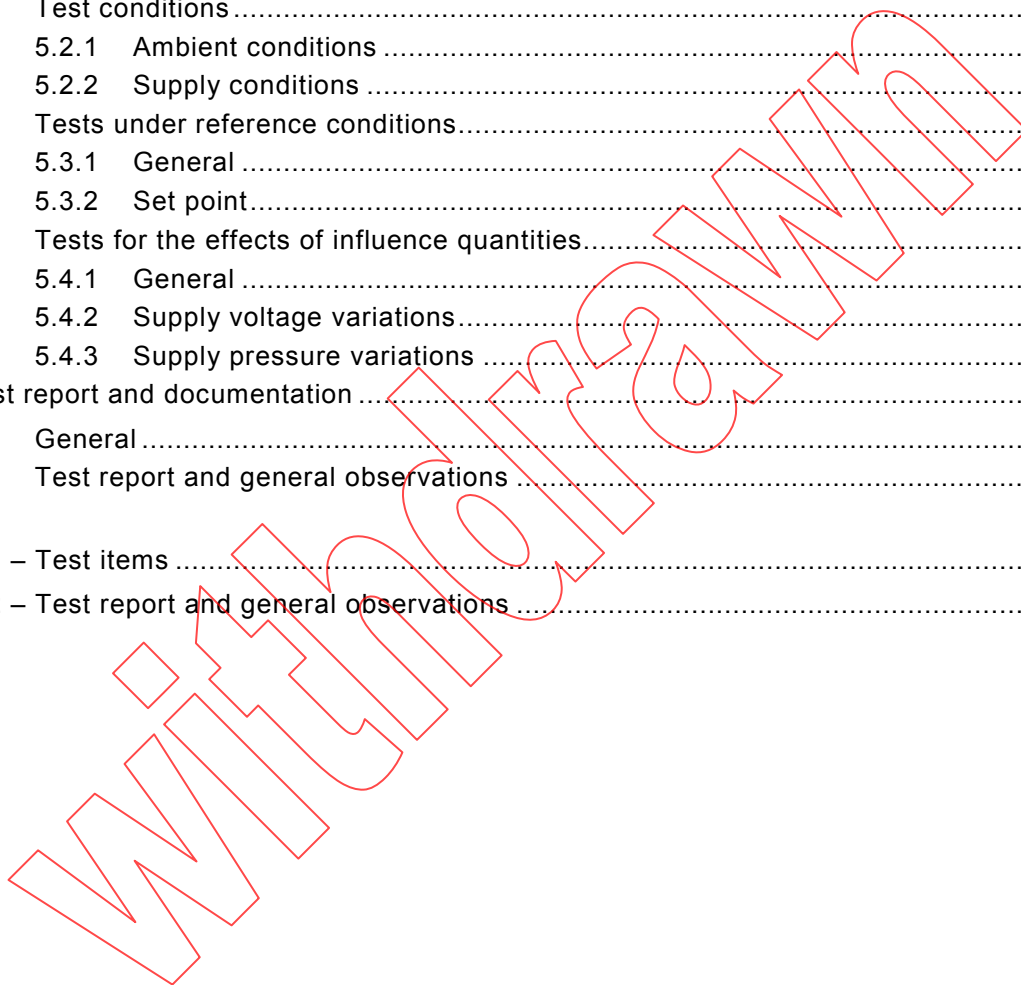 Test conditions
5.2.1 Ambient conditions
5.2.2 Supply conditions
Tests under reference conditions
5.3.1 General
5.3.2 Set point
Tests for the effects of influence quantities
5.4.1 General
5.4.2 Supply voltage variations
5.4.3 Supply pressure variations
st report and documentation
General
Test report and general observations
– Test items
– Test report and general observations
withdrawn